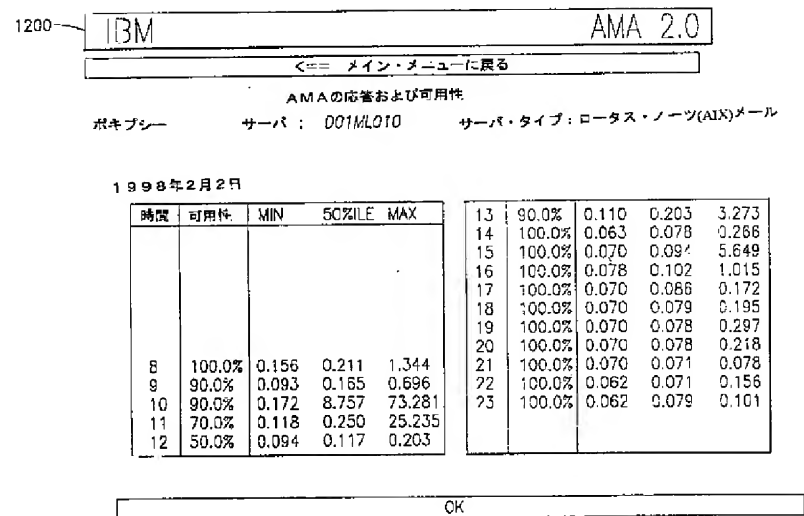 1200
IBM AMA 2.0
<== メイン・メニューに戻る
AMAの応答および可用性
ポキプシー サーバ : D01ML010 サーバ・タイプ:ロータス・ノーツ(AIX)メール
1998年2月2日
時間 可用性 MIN 50%ILE MAX
8 100.0% 0.156 0.211 1.344
9 90.0% 0.093 0.165 0.696
10 90.0% 0.172 8.757 73.281
11 70.0% 0.118 0.250 25.235
12 50.0% 0.094 0.117 0.203
13 90.0% 0.110 0.203 3.273
14 100.0% 0.063 0.078 0.266
15 100.0% 0.070 0.094 5.649
16 100.0% 0.078 0.102 1.015
17 100.0% 0.070 0.086 0.172
18 100.0% 0.070 0.079 0.195
19 100.0% 0.070 0.078 0.297
20 100.0% 0.070 0.078 0.218
21 100.0% 0.070 0.071 0.078
22 100.0% 0.062 0.071 0.156
23 100.0% 0.062 0.079 0.101
OK